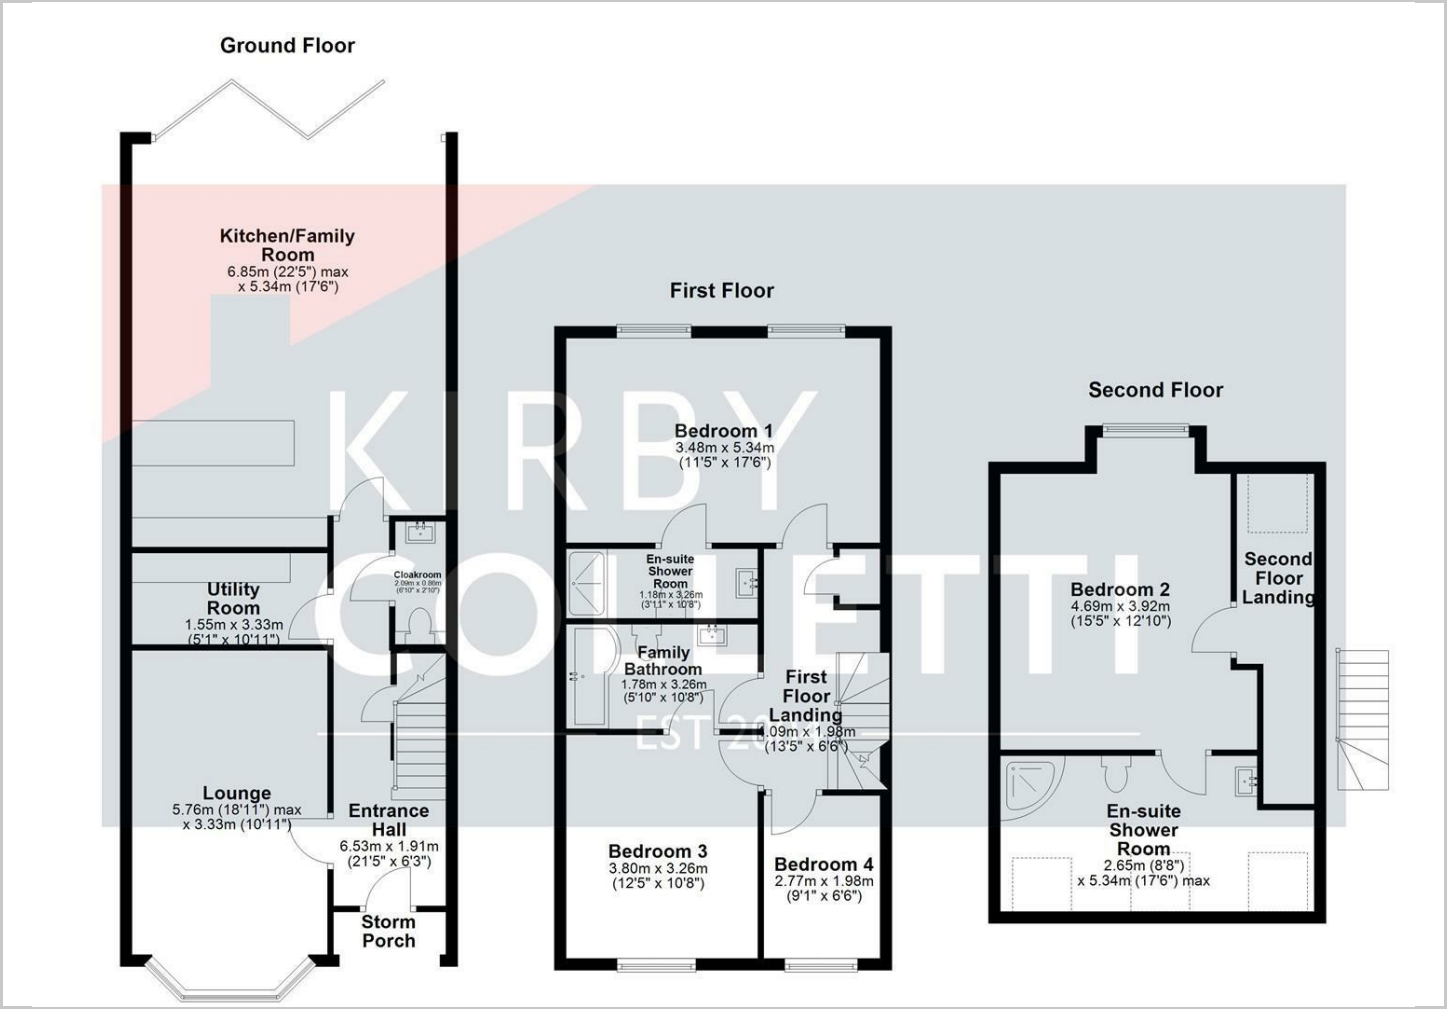 Ground Floor
Kitchen/Family
Room
6.85m (22'5") max
x 5.34m (17'6")
Utility
Room
1.55m x 3.33m
(5'1" x 10'11")
Cloakroom
2.09m x 0.86m
(6'10" x 2'10")
Lounge
5.76m (18'11") max
x 3.33m (10'11")
Entrance
Hall
6.53m x 1.91m
(21'5" x 6'3")
Storm
Porch
First Floor
Bedroom 1
3.48m x 5.34m
(11'5" x 17'6")
En-suite
Shower
Room
1.18m x 3.26m
(3'11" x 10'8")
Family
Bathroom
1.78m x 3.26m
(5'10" x 10'8")
First
Floor
Landing
.09m x 1.98m
(13'5" x 6'6")
Bedroom 3
3.80m x 3.26m
(12'5" x 10'8")
Bedroom 4
2.77m x 1.98m
(9'1" x 6'6")
Second Floor
Bedroom 2
4.69m x 3.92m
(15'5" x 12'10")
Second
Floor
Landing
En-suite
Shower
Room
2.65m (8'8")
x 5.34m (17'6") max
KIRBY
COLLETTI
EST